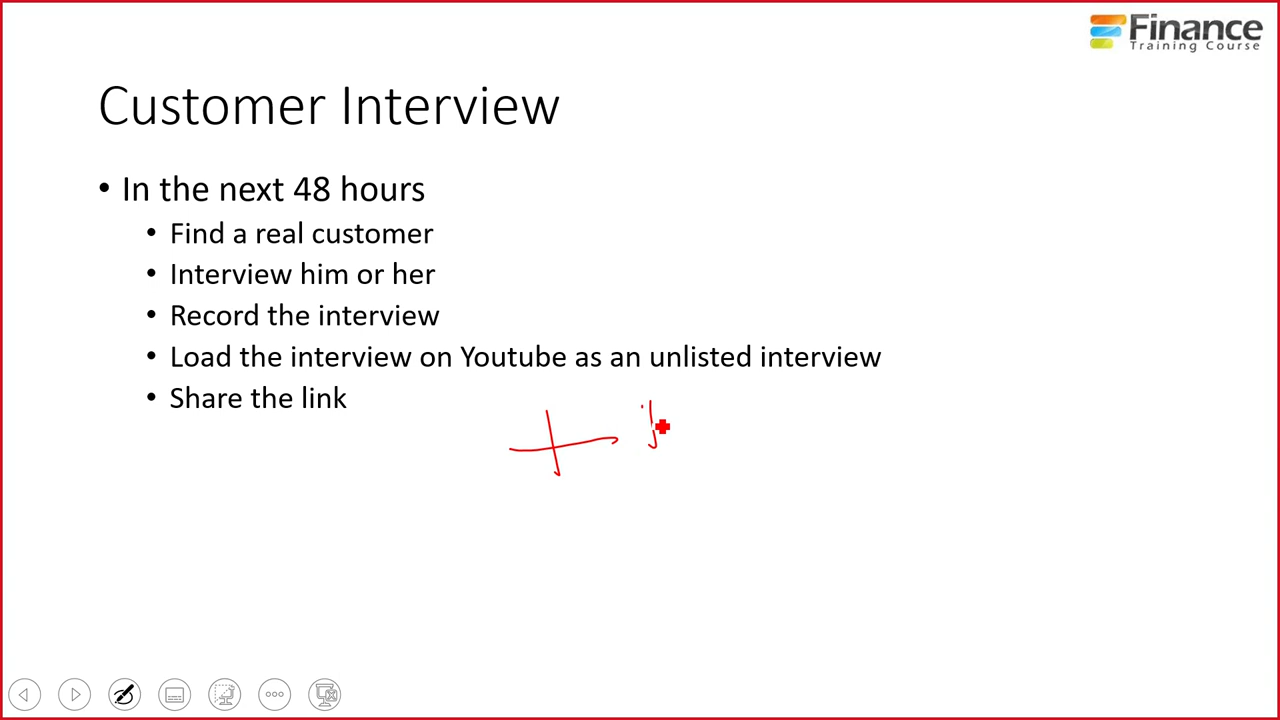 Finance
Training Course
Customer Interview
• In the next 48 hours
• Find a real customer
• Interview him or her
• Record the interview
• Load the interview on Youtube as an unlisted interview
• Share the link